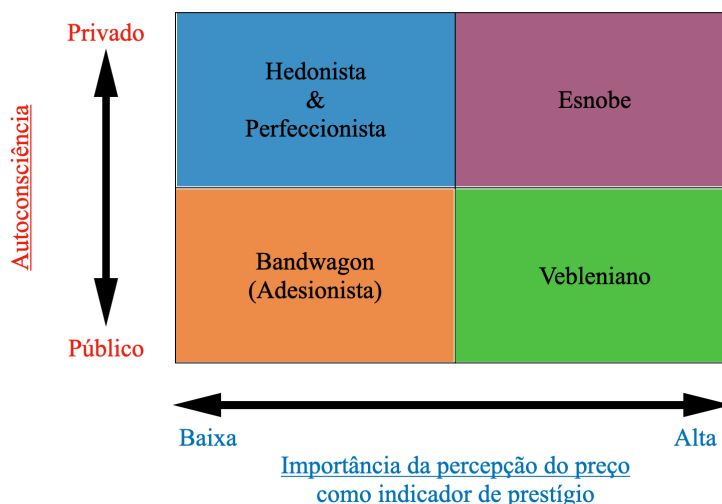 Privado
Hedonista
&
Perfeccionista
Esnobe
Autoconsciência
Bandwagon
(Adesionista)
Vebleniano
Público
Baixa
Alta
Importância da percepção do preço
como indicador de prestígio